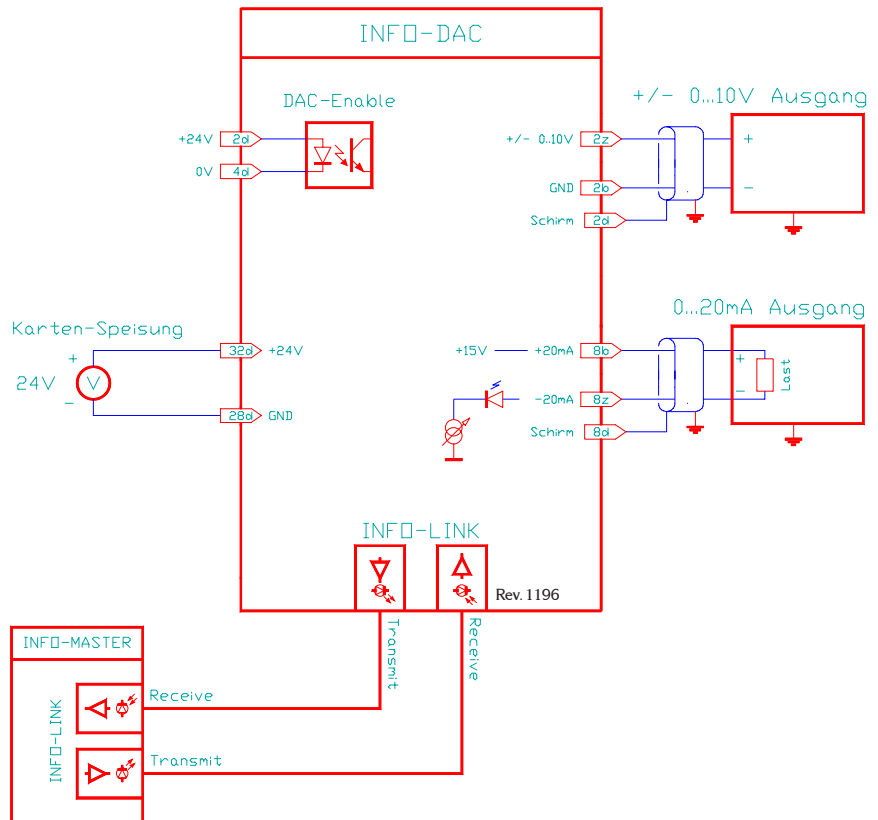 INFO-DAC
DAC-Enable
+24V 2d
0V 4d
+/- 0...10V Ausgang
+/- 0..10V 2z
+
GND 2b
-
Schirm 2d
Karten-Speisung
+
24V
V
-
32d +24V
28d GND
0...20mA Ausgang
+15V +20mA 8b
+
-20mA 8z
-
Last
Schirm 8d
INFO-LINK
Rev. 1196
Transmit
Receive
INFO-MASTER
INFO-LINK
Receive
Transmit